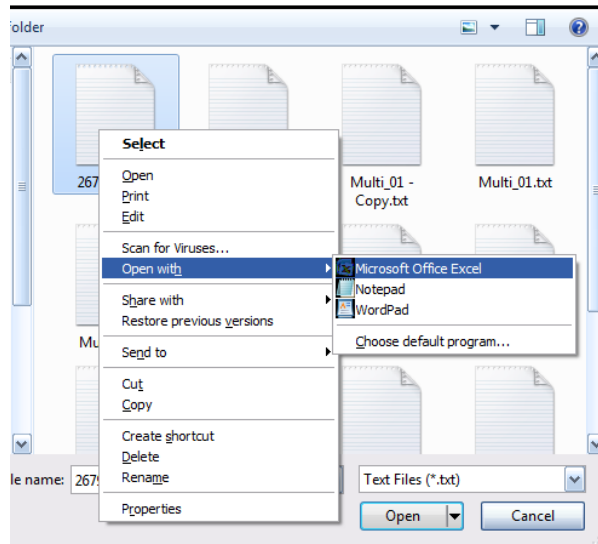 older
Select
Open
Print
Edit
Scan for Viruses...
Open with
Share with
Restore previous versions
Send to
Cut
Copy
Create shortcut
Delete
Rename
Properties
Microsoft Office Excel
Notepad
WordPad
Choose default program...
267
Multi_01 -
Copy.txt
Multi_01.txt
Mu
le name:
267
Text Files (*.txt)
Open
Cancel